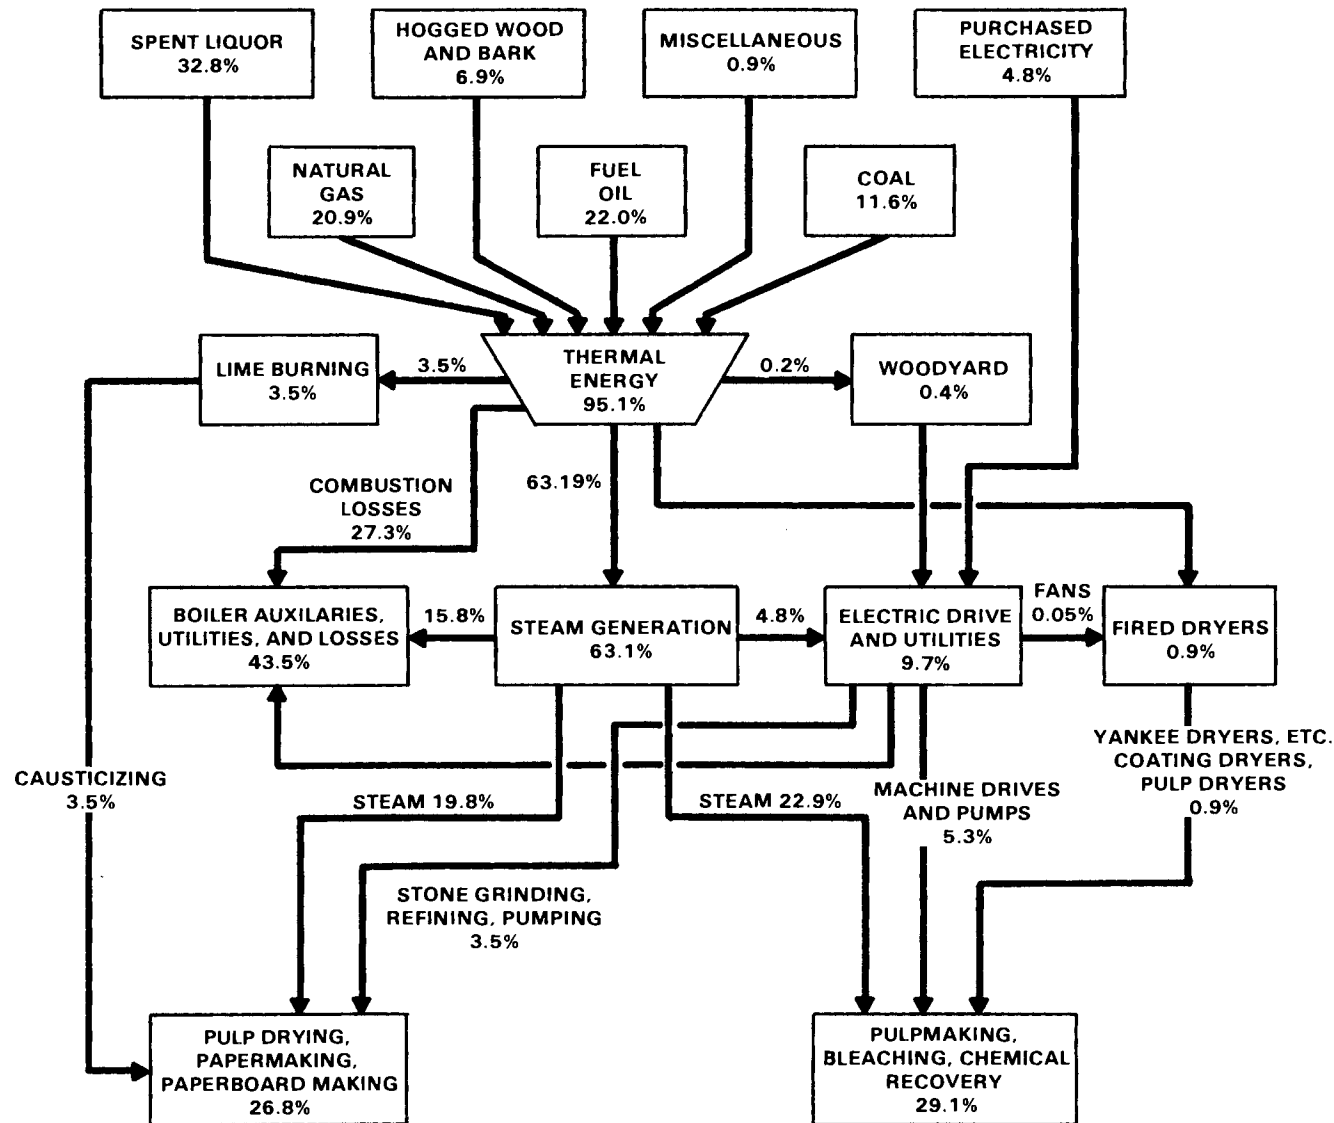 SPENT LIQUOR
32.8%
HOGGED WOOD
AND BARK
6.9%
MISCELLANEOUS
0.9%
PURCHASED
ELECTRICITY
4.8%
NATURAL
GAS
20.9%
FUEL
OIL
22.0%
COAL
11.6%
LIME BURNING
3.5%
3.5%
THERMAL
ENERGY
95.1%
0.2%
WOODYARD
0.4%
COMBUSTION
LOSSES
27.3%
63.19%
BOILER AUXILARIES,
UTILITIES, AND LOSSES
43.5%
15.8%
STEAM GENERATION
63.1%
4.8%
ELECTRIC DRIVE
AND UTILITIES
9.7%
FANS
0.05%
FIRED DRYERS
0.9%
CAUSTICIZING
3.5%
STEAM 19.8%
STEAM 22.9%
MACHINE DRIVES
AND PUMPS
5.3%
YANKEE DRYERS, ETC.
COATING DRYERS,
PULP DRYERS
0.9%
STONE GRINDING,
REFINING, PUMPING
3.5%
PULP DRYING,
PAPERMAKING,
PAPERBOARD MAKING
26.8%
PULPMAKING,
BLEACHING, CHEMICAL
RECOVERY
29.1%